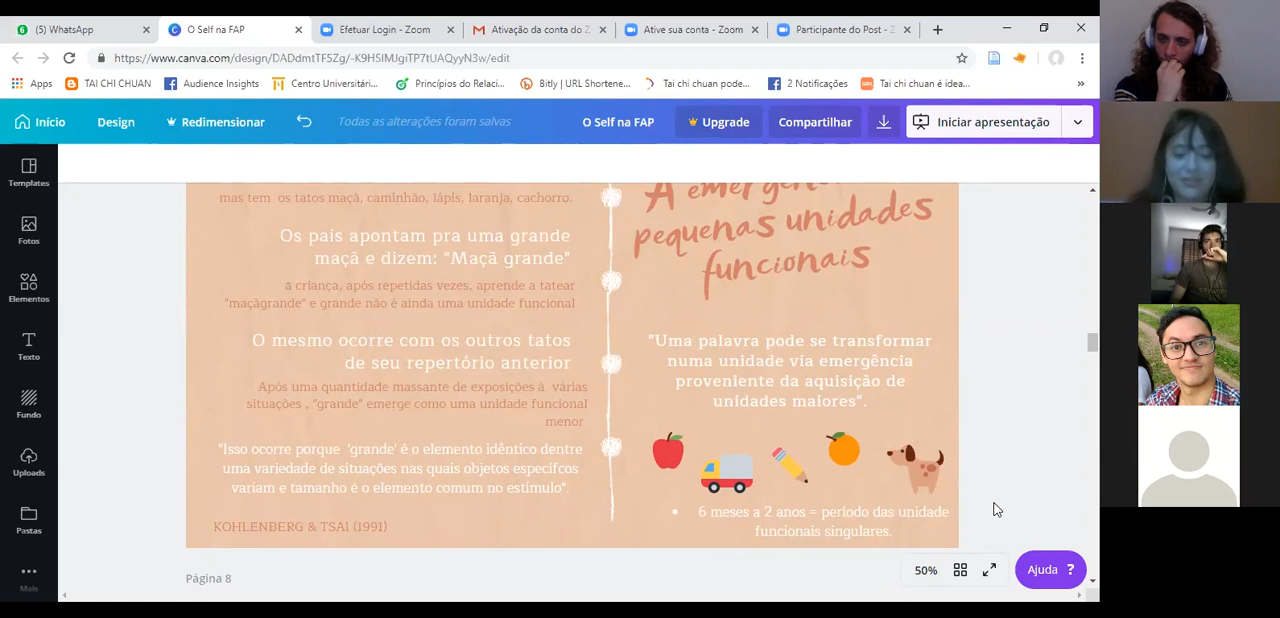 (5) WhatsApp
O Self na FAP
Efetuar Login - Zoom
Ativação da conta do Z
Ative sua conta - Zoom
Participante do Post - Z
https://www.canva.com/design/DADdmtTF5Zg/-K9H5IMJgiTP7tUAQyyN3w/edit
Apps
TAI CHI CHUAN
Audience Insights
Centro Universitári...
Princípios do Relaci...
Bitly | URL Shortene...
Tai chi chuan pode...
2 Notificações
Tai chi chuan é idea...
Início
Design
Redimensionar
Todas as alterações foram salvas
O Self na FAP
Upgrade
Compartilhar
Iniciar apresentação
Templates
Fotos
Elementos
Texto
Fundo
Uploads
Pastas
Mais
mas tem os tatos maçã, caminhão, lápis, laranja, cachorro.
Os pais apontam pra uma grande
maçã e dizem: "Maçã grande"
a criança, após repetidas vezes, aprende a tatear
"maçãgrande" e grande não é ainda uma unidade funcional
O mesmo ocorre com os outros tatos
de seu repertório anterior
Após uma quantidade massante de exposições à várias
situações , "grande" emerge como uma unidade funcional
menor
"Isso ocorre porque 'grande' é o elemento idêntico dentre
uma variedade de situações nas quais objetos específcos
variam e tamanho é o elemento comum no estímulo".
KOHLENBERG & TSAI (1991)
pequenas unidades
funcionais
"Uma palavra pode se transformar
numa unidade via emergência
proveniente da aquisição de
unidades maiores".
6 meses a 2 anos = período das unidade
funcionais singulares.
Página 8
50%
Ajuda ?